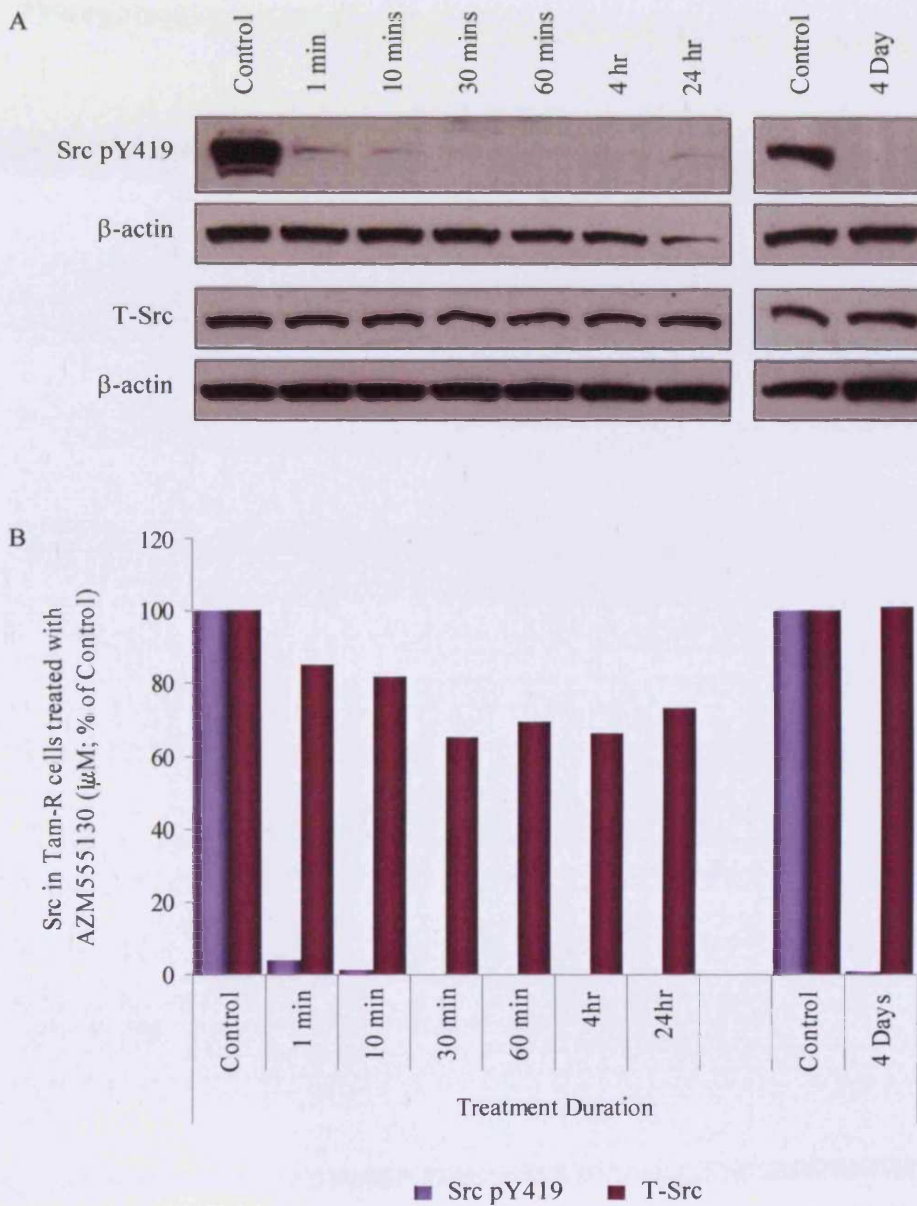 A
Control
1 min
10 mins
30 mins
60 mins
4 hr
24 hr
Control
4 Day
Src pY419
β-actin
T-Src
β-actin
B
Src in Tam-R cells treated with
AZM555130 (1μM; % of Control)
120
100
80
60
40
20
0
Control
1 min
10 min
30 min
60 min
4hr
24hr
Control
4 Days
Treatment Duration
Src pY419
T-Src